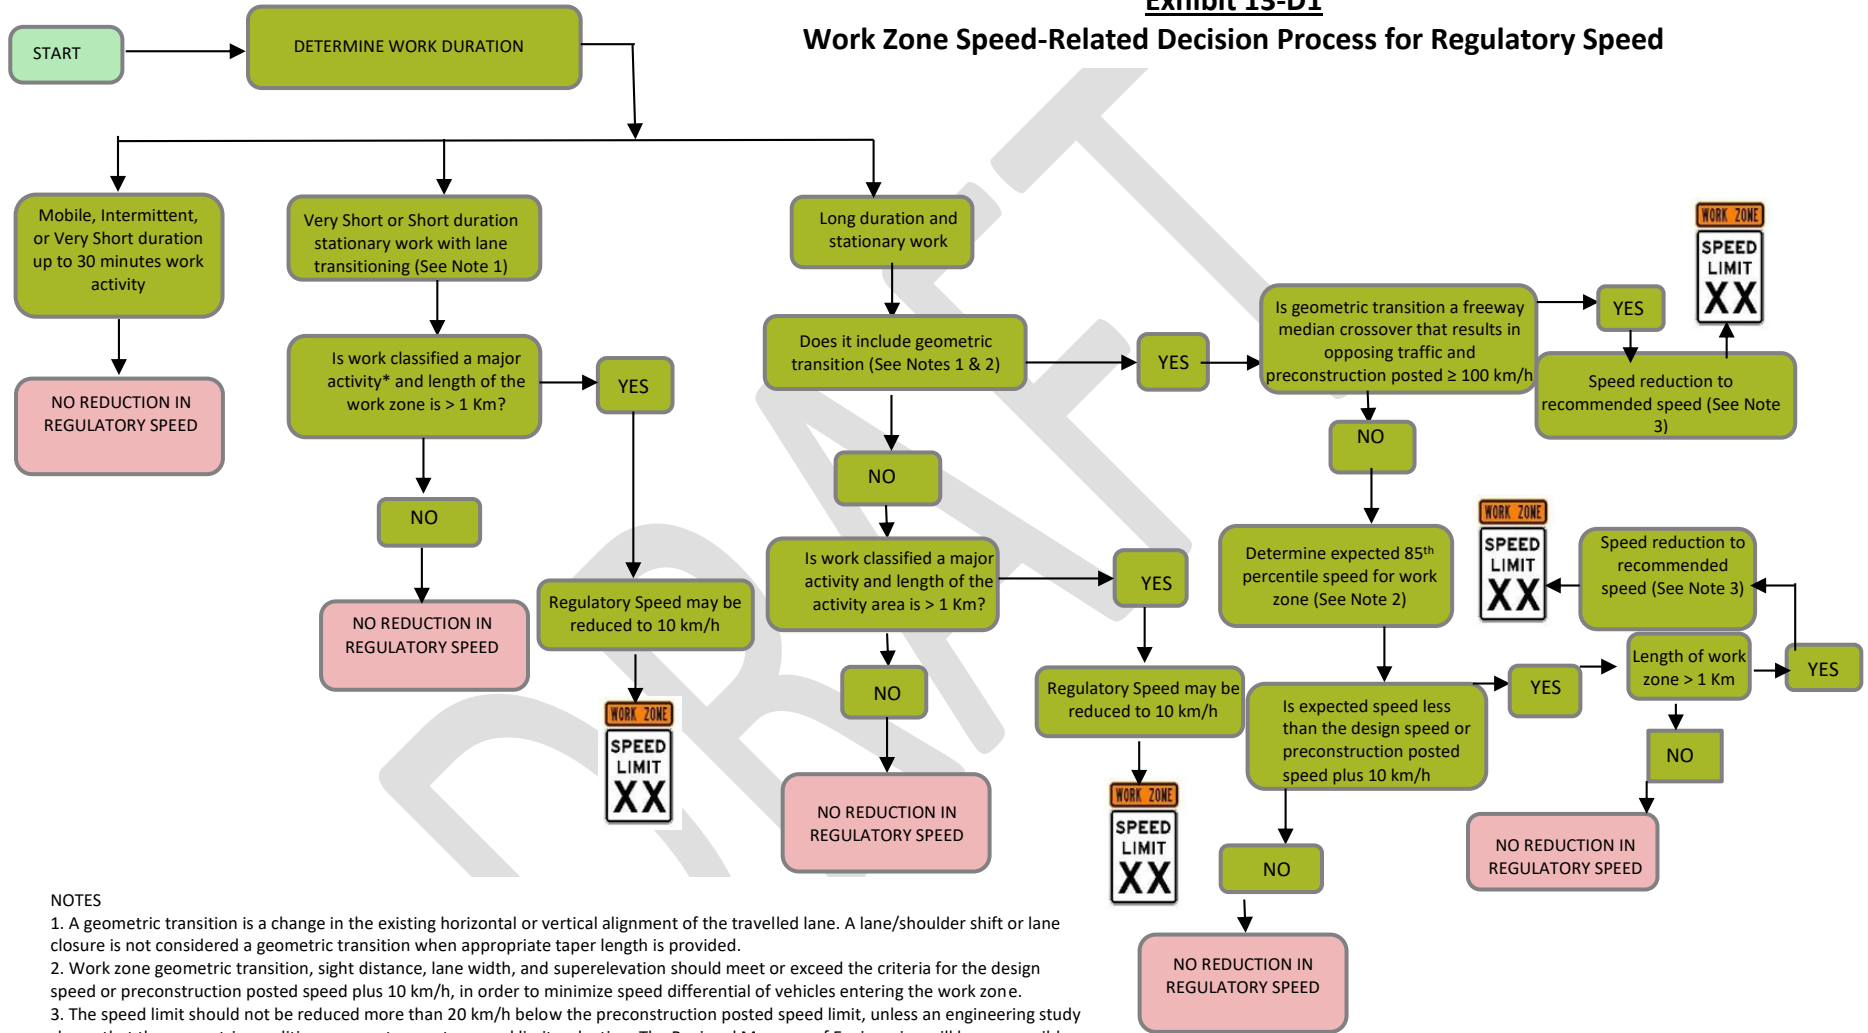 Exhibit 13-D1
Work Zone Speed-Related Decision Process for Regulatory Speed
START
DETERMINE WORK DURATION
Mobile, Intermittent,
or Very Short duration
up to 30 minutes work
activity
NO REDUCTION IN
REGULATORY SPEED
Very Short or Short duration
stationary work with lane
transitioning (See Note 1)
Is work classified a major
activity* and length of the
work zone is > 1 Km?
YES
NO
NO REDUCTION IN
REGULATORY SPEED
Regulatory Speed may be
reduced to 10 km/h
WORK ZONE
SPEED
LIMIT
XX
Long duration and
stationary work
Does it include geometric
transition (See Notes 1 & 2)
YES
NO
Is work classified a major
activity and length of the
activity area is > 1 Km?
YES
NO
NO REDUCTION IN
REGULATORY SPEED
Regulatory Speed may be
reduced to 10 km/h
WORK ZONE
SPEED
LIMIT
XX
Is geometric transition a freeway
median crossover that results in
opposing traffic and
preconstruction posted ≥ 100 km/h
YES
Speed reduction to
recommended speed (See Note
3)
WORK ZONE
SPEED
LIMIT
XX
NO
Determine expected 85th
percentile speed for work
zone (See Note 2)
Is expected speed less
than the design speed or
preconstruction posted
speed plus 10 km/h
YES
Length of work
zone > 1 Km
YES
Speed reduction to
recommended
speed (See Note 3)
WORK ZONE
SPEED
LIMIT
XX
NO
NO REDUCTION IN
REGULATORY SPEED
NO
NO REDUCTION IN
REGULATORY SPEED
DRAFT
NOTES
1. A geometric transition is a change in the existing horizontal or vertical alignment of the travelled lane. A lane/shoulder shift or lane
closure is not considered a geometric transition when appropriate taper length is provided.
2. Work zone geometric transition, sight distance, lane width, and superelevation should meet or exceed the criteria for the design
speed or preconstruction posted speed plus 10 km/h, in order to minimize speed differential of vehicles entering the work zone.
3. The speed limit should not be reduced more than 20 km/h below the preconstruction posted speed limit, unless an engineering study